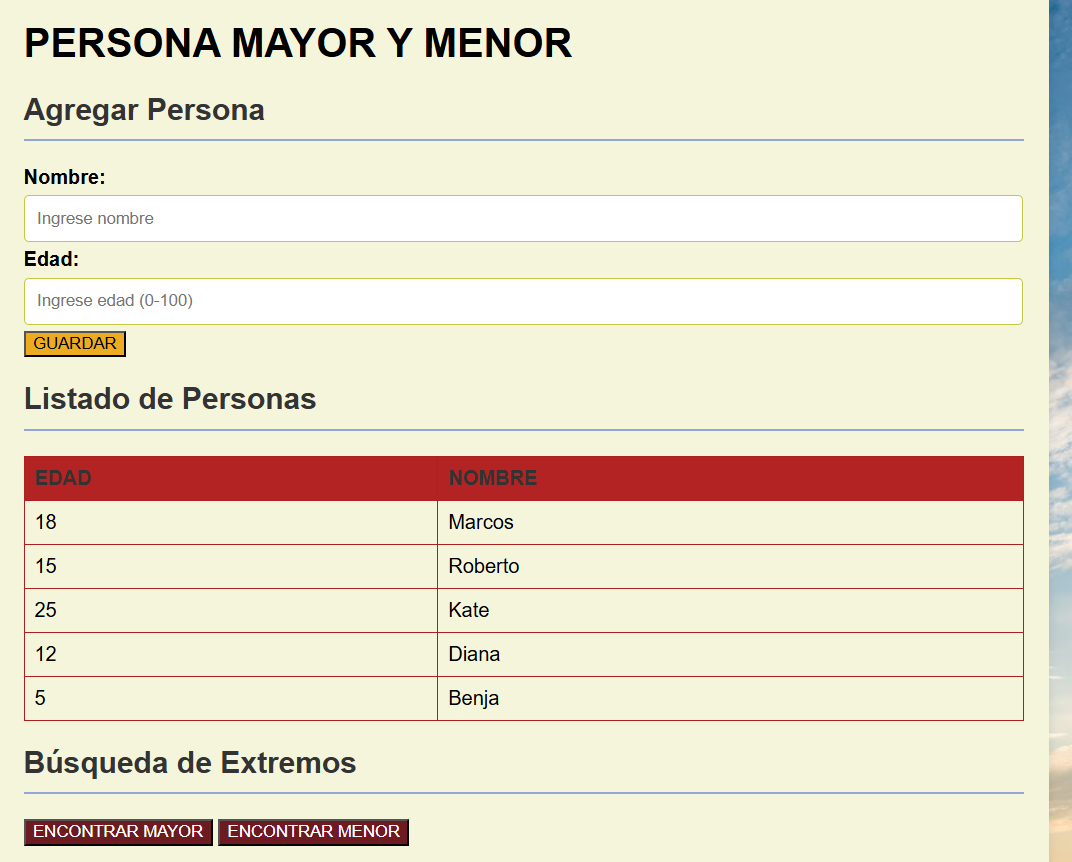 PERSONA MAYOR Y MENOR
Agregar Persona
Nombre:
Ingrese nombre
Edad:
Ingrese edad (0-100)
GUARDAR
Listado de Personas
EDAD NOMBRE
18 Marcos
15 Roberto
25 Kate
12 Diana
5 Benja
Búsqueda de Extremos
ENCONTRAR MAYOR ENCONTRAR MENOR